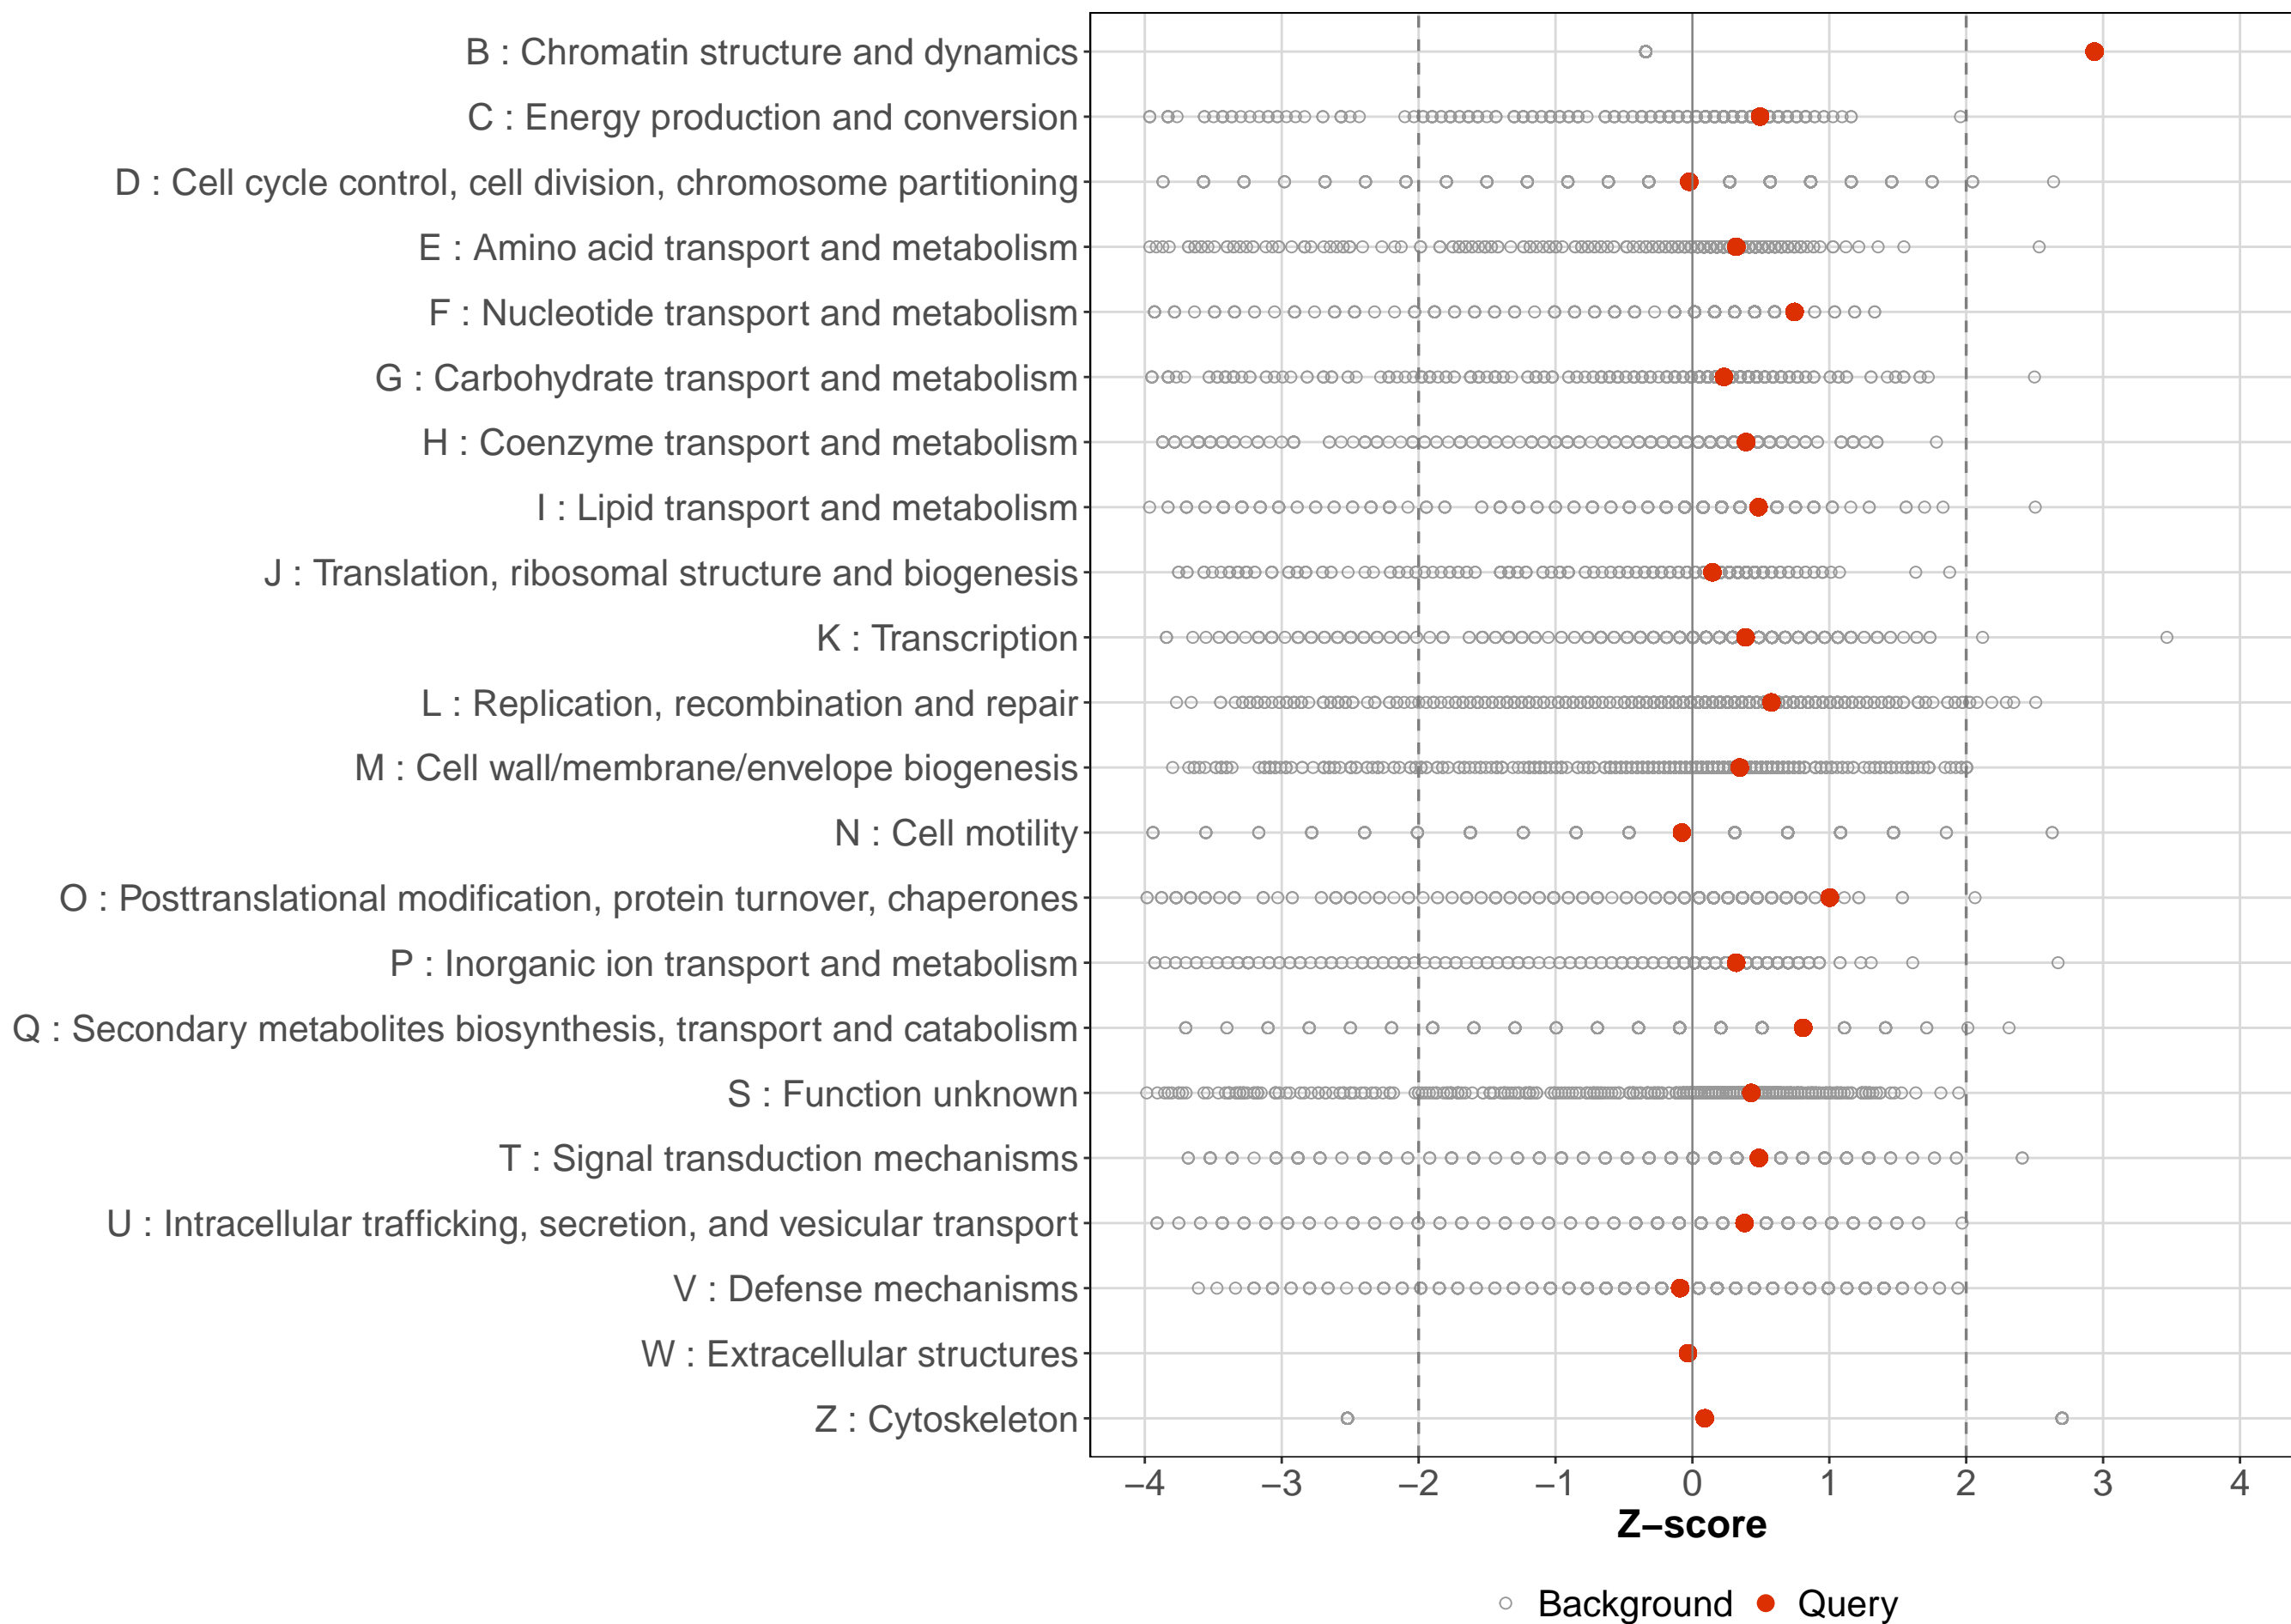 B : Chromatin structure and dynamics
C : Energy production and conversion
D : Cell cycle control, cell division, chromosome partitioning
E : Amino acid transport and metabolism
F : Nucleotide transport and metabolism
G : Carbohydrate transport and metabolism
H : Coenzyme transport and metabolism
I : Lipid transport and metabolism
J : Translation, ribosomal structure and biogenesis
K : Transcription
L : Replication, recombination and repair
M : Cell wall/membrane/envelope biogenesis
N : Cell motility
O : Posttranslational modification, protein turnover, chaperones
P : Inorganic ion transport and metabolism
Q : Secondary metabolites biosynthesis, transport and catabolism
S : Function unknown
T : Signal transduction mechanisms
U : Intracellular trafficking, secretion, and vesicular transport
V : Defense mechanisms
W : Extracellular structures
Z : Cytoskeleton
−4 −3 −2 −1 0 1 2 3 4
Z−score
Background Query